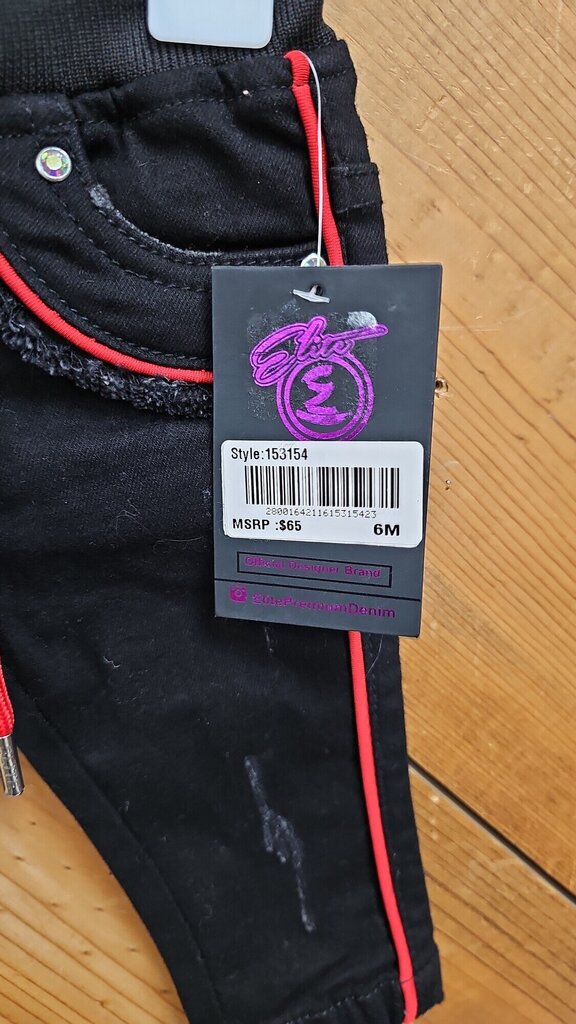 Elite
E
Style:153154
2800164211615315423
MSRP :$65 6M
Official Designer Brand
ElitePremiumDenim